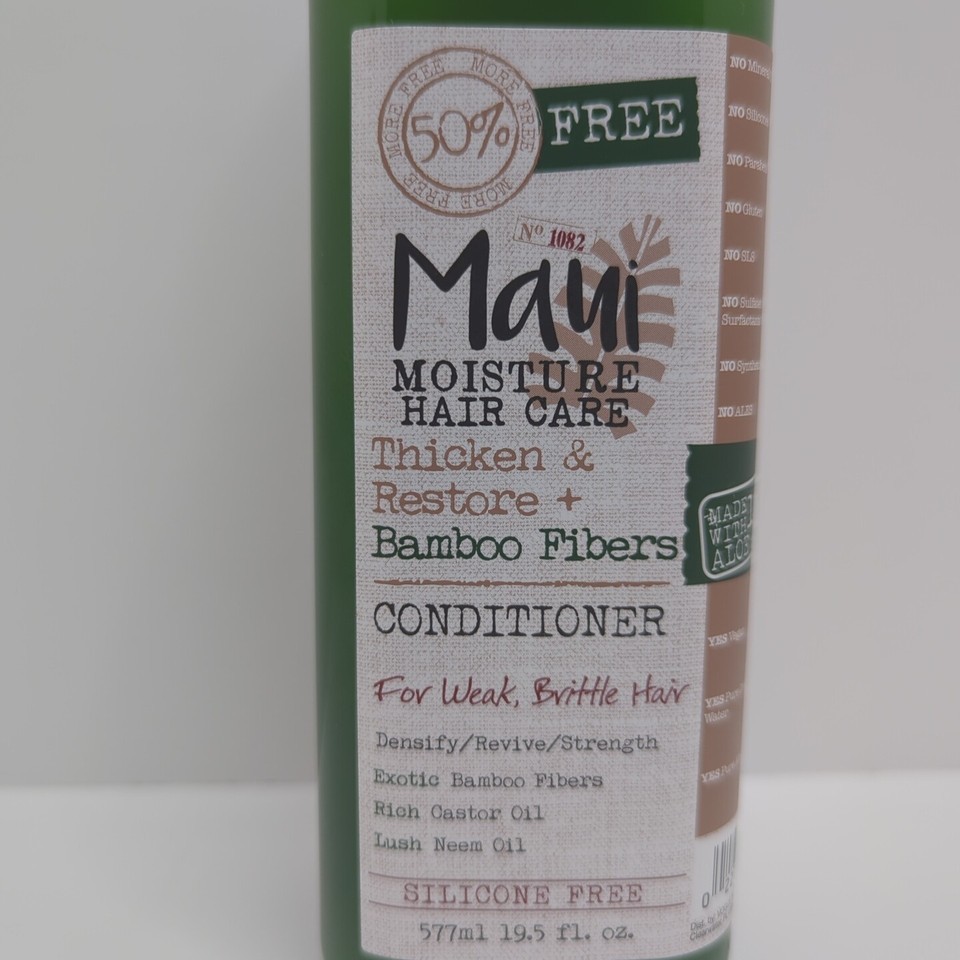 MORE FREE MORE FREE MORE FREE
50%
FREE
Nº 1082
Maui
MOISTURE
HAIR CARE
Thicken &
Restore +
Bamboo Fibers
CONDITIONER
For Weak, Brittle Hair
Densify/Revive/Strength
Exotic Bamboo Fibers
Rich Castor Oil
Lush Neem Oil
SILICONE FREE
577ml 19.5 fl. oz.
NO
NO
NO
NO
NO SLS
NO
NO
NO
MADE
WITH
ALOE
YES
YES
Water
YES
0